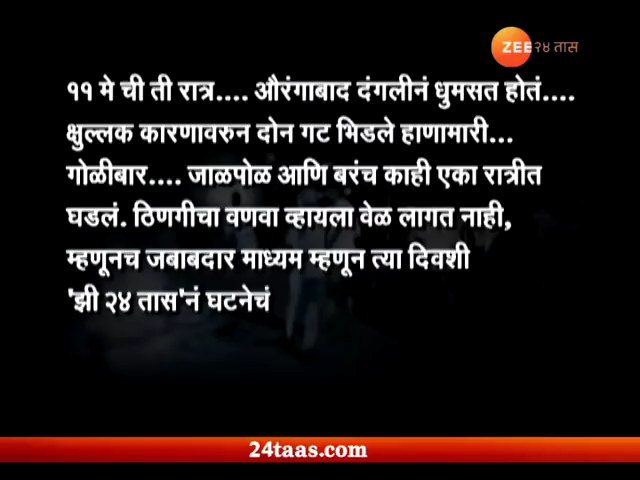 ZEE २४ तास
११ मे ची ती रात्र.... औरंगाबाद दंगलीनं धुमसत होतं....
क्षुल्लक कारणावरुन दोन गट भिडले हाणामारी...
गोळीबार.... जाळपोळ आणि बरंच काही एका रात्रीत
घडलं. ठिणगीचा वणवा व्हायला वेळ लागत नाही,
म्हणूनच जबाबदार माध्यम म्हणून त्या दिवशी
'झी २४ तास'नं घटनेचं
24taas.com